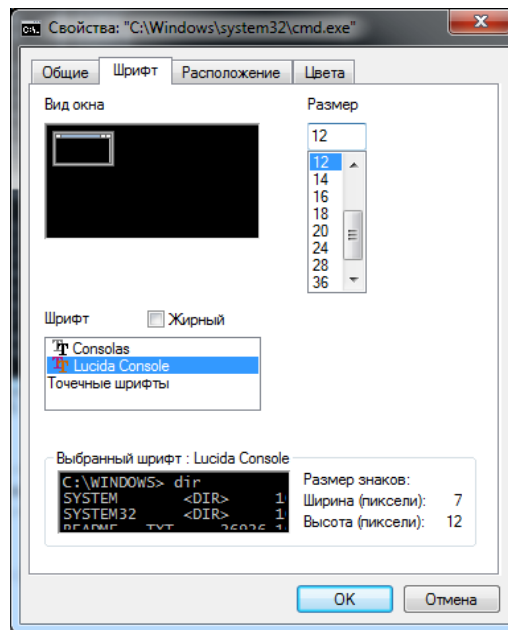 Свойства: "C:\Windows\system32\cmd.exe"
Общие Шрифт Расположение Цвета
Вид окна
Размер
12
12
14
16
18
20
24
28
36
Шрифт Жирный
Consolas
Lucida Console
Точечные шрифты
Выбранный шрифт : Lucida Console
C:\WINDOWS> dir
SYSTEM <DIR>
SYSTEM32 <DIR>
Размер знаков:
Ширина (пиксели): 7
Высота (пиксели): 12
OK Отмена